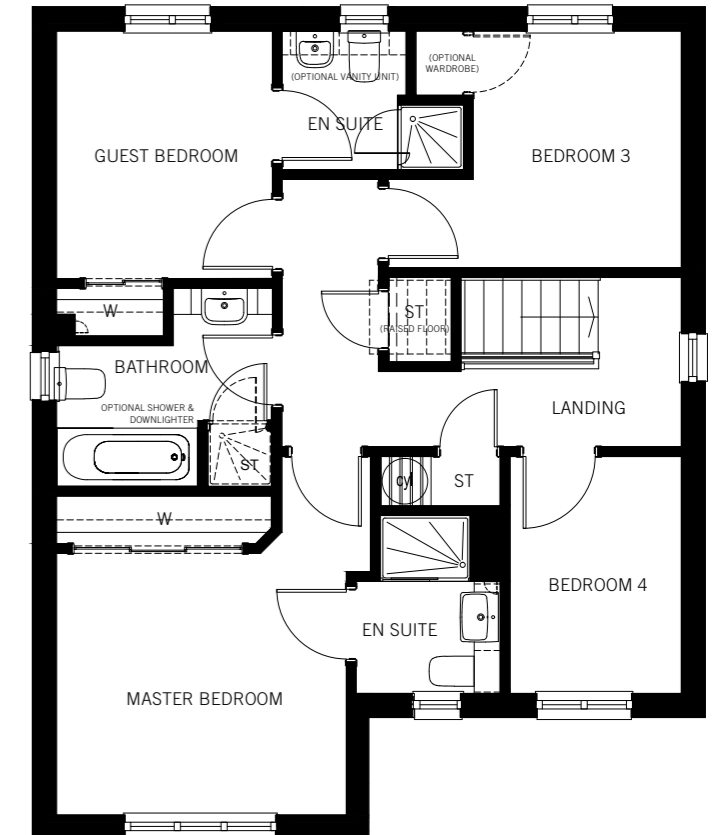 (OPTIONAL
WARDROBE)
(OPTIONAL VANITY UNIT)
EN SUITE
GUEST BEDROOM
BEDROOM 3
W
ST
(RAISED FLOOR)
BATHROOM
OPTIONAL SHOWER &
DOWNLIGHTER
LANDING
ST
cyl
ST
W
BEDROOM 4
EN SUITE
MASTER BEDROOM